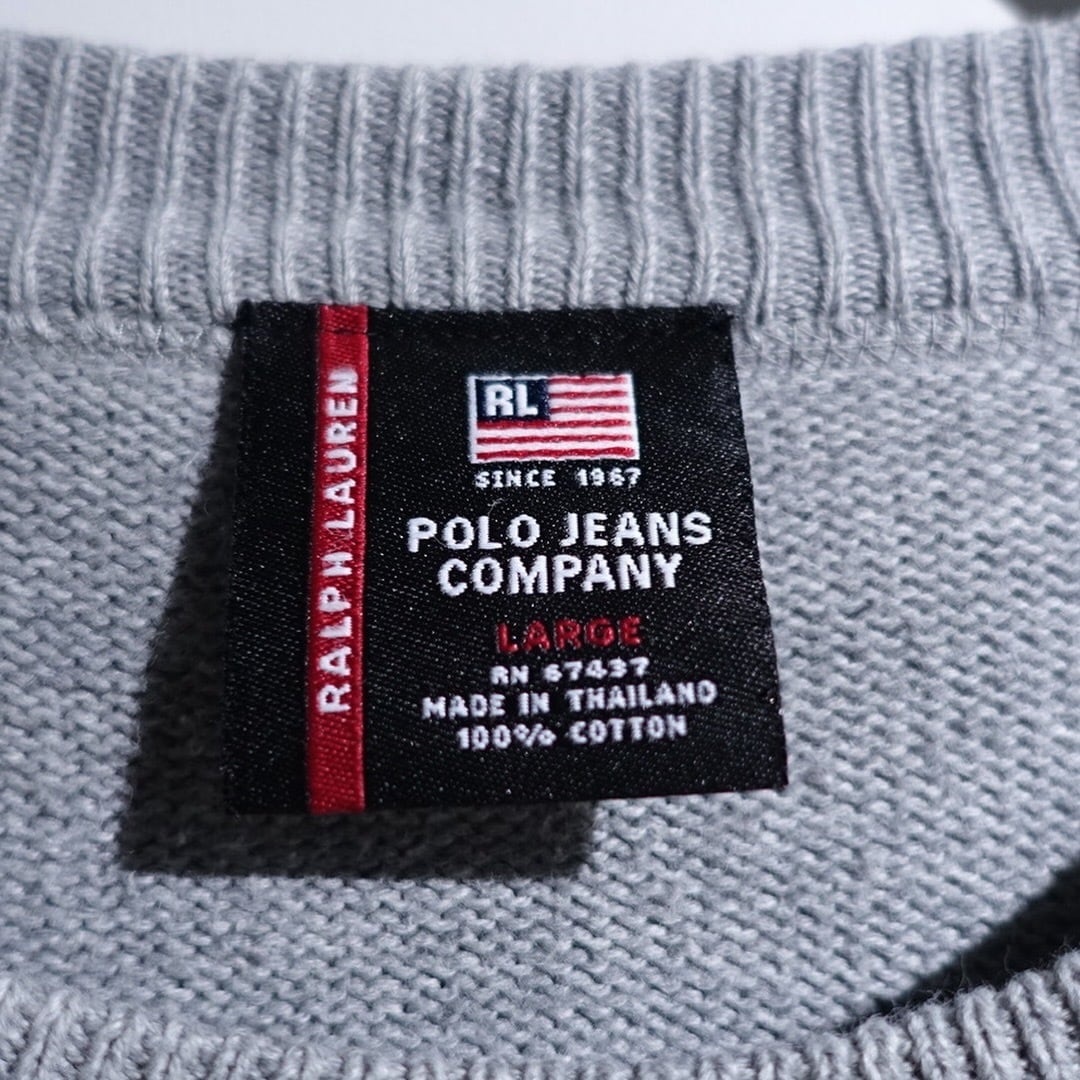 RALPH LAUREN
RL
SINCE 1967
POLO JEANS
COMPANY
LARGE
RN 67437
MADE IN THAILAND
100% COTTON